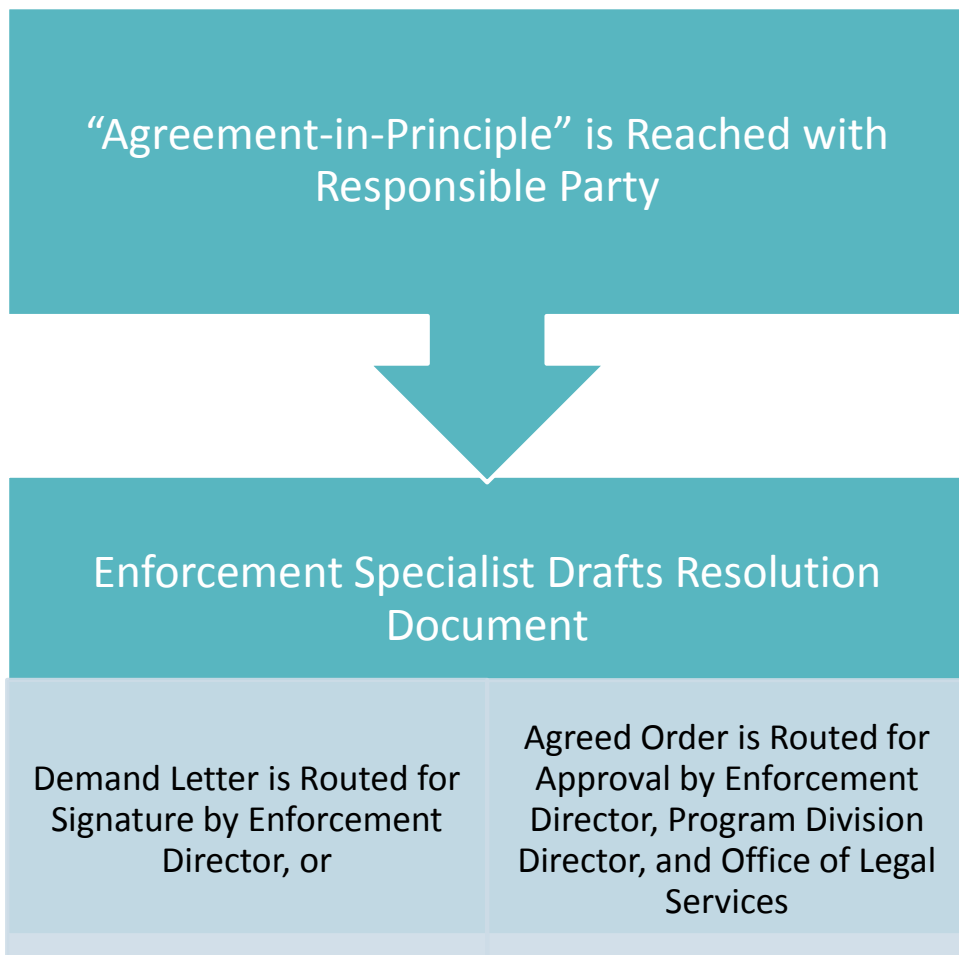 “Agreement-in-Principle” is Reached with
Responsible Party
Enforcement Specialist Drafts Resolution
Document
Demand Letter is Routed for
Signature by Enforcement
Director, or
Agreed Order is Routed for
Approval by Enforcement
Director, Program Division
Director, and Office of Legal
Services